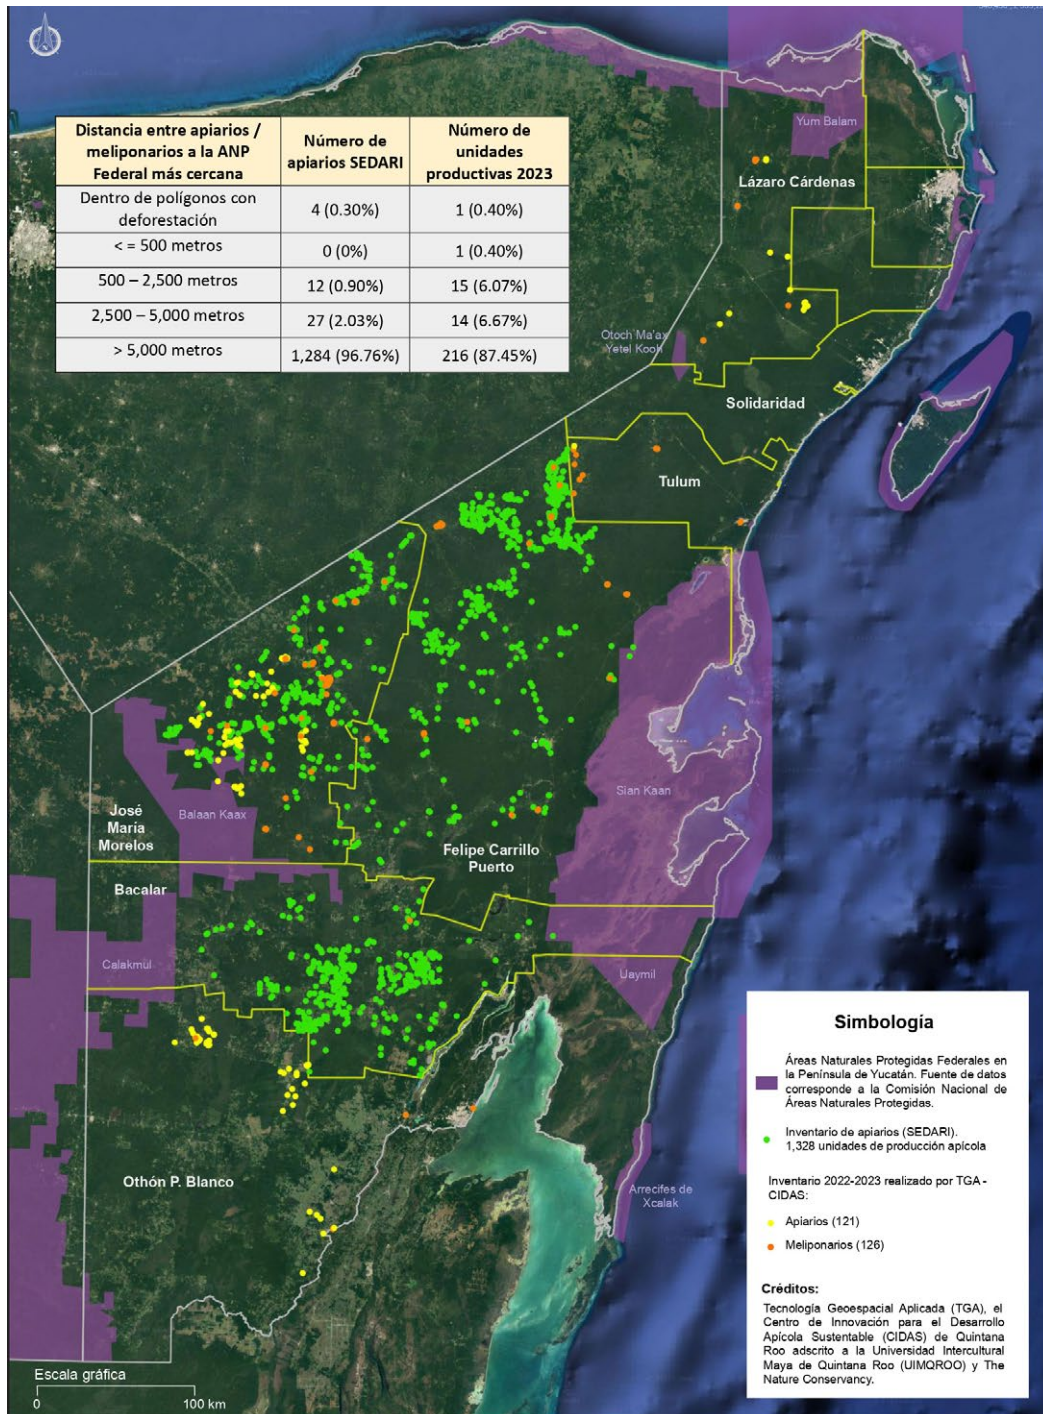 Distancia entre apiarios /
meliponarios a la ANP
Federal más cercana
Número de
apiarios SEDARI
Número de
unidades
productivas 2023
Dentro de polígonos con
deforestación
4 (0.30%)
1 (0.40%)
< = 500 metros
0 (0%)
1 (0.40%)
500 – 2,500 metros
12 (0.90%)
15 (6.07%)
2,500 – 5,000 metros
27 (2.03%)
14 (6.67%)
> 5,000 metros
1,284 (96.76%)
216 (87.45%)
Yum Balam
Lázaro Cárdenas
Otoch Ma'ax
Yetel Kooh
Solidaridad
Tulum
Sian Kaan
José
María
Morelos
Balaan Kaax
Felipe Carrillo
Puerto
Bacalar
Calakmul
Uaymil
Othón P. Blanco
Arrecifes de
Xcalak
Simbología
Áreas Naturales Protegidas Federales en
la Península de Yucatán. Fuente de datos
corresponde a la Comisión Nacional de
Áreas Naturales Protegidas.
Inventario de apiarios (SEDARI).
1,328 unidades de producción apícola
Inventario 2022-2023 realizado por TGA -
CIDAS:
Apiarios (121)
Meliponarios (126)
Créditos:
Tecnología Geoespacial Aplicada (TGA), el
Centro de Innovación para el Desarrollo
Apícola Sustentable (CIDAS) de Quintana
Roo adscrito a la Universidad Intercultural
Maya de Quintana Roo (UIMQROO) y The
Nature Conservancy.
Escala gráfica
0
100 km